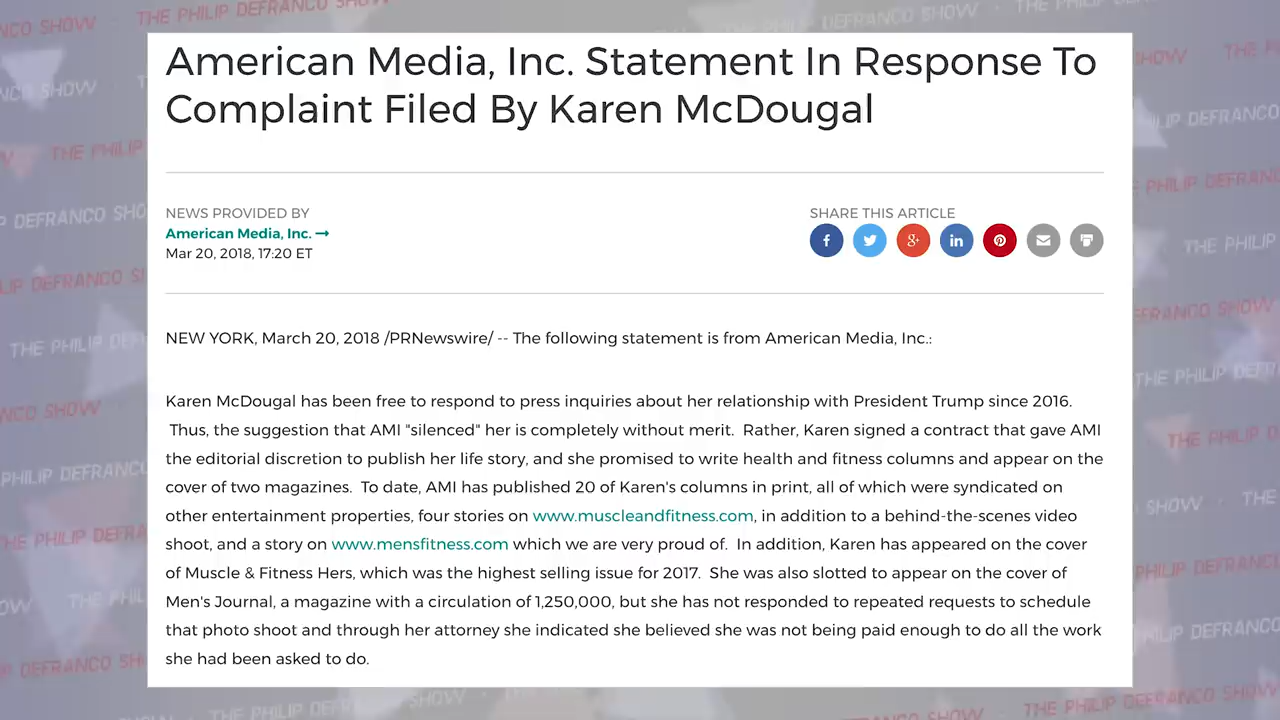 American Media, Inc. Statement In Response To
Complaint Filed By Karen McDougal
NEWS PROVIDED BY
American Media, Inc. →
Mar 20, 2018, 17:20 ET
SHARE THIS ARTICLE
NEW YORK, March 20, 2018 /PRNewswire/ -- The following statement is from American Media, Inc.:
Karen McDougal has been free to respond to press inquiries about her relationship with President Trump since 2016.
Thus, the suggestion that AMI "silenced" her is completely without merit.  Rather, Karen signed a contract that gave AMI
the editorial discretion to publish her life story, and she promised to write health and fitness columns and appear on the
cover of two magazines.  To date, AMI has published 20 of Karen's columns in print, all of which were syndicated on
other entertainment properties, four stories on www.muscleandfitness.com, in addition to a behind-the-scenes video
shoot, and a story on www.mensfitness.com which we are very proud of.  In addition, Karen has appeared on the cover
of Muscle & Fitness Hers, which was the highest selling issue for 2017.  She was also slotted to appear on the cover of
Men's Journal, a magazine with a circulation of 1,250,000, but she has not responded to repeated requests to schedule
that photo shoot and through her attorney she indicated she believed she was not being paid enough to do all the work
she had been asked to do.
THE PHILIP DEFRANCO SHOW